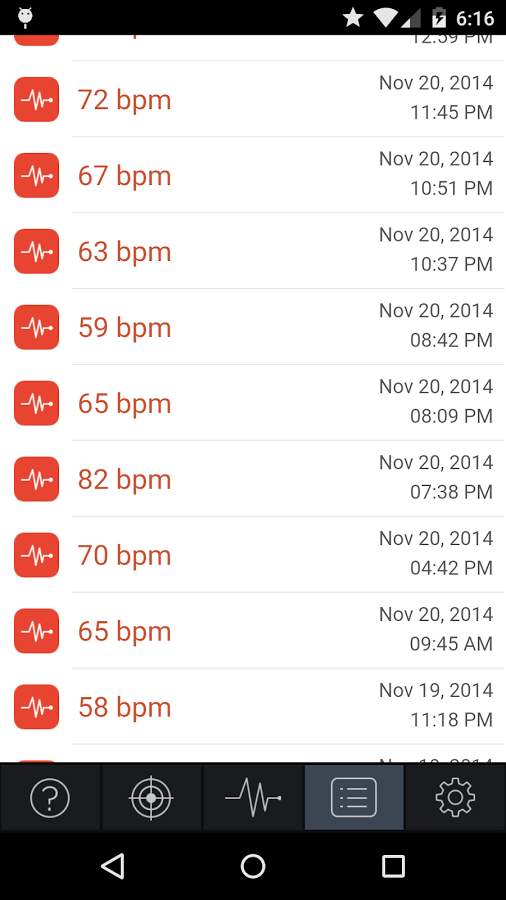 6:16
12:59 PM
72 bpm
Nov 20, 2014
11:45 PM
67 bpm
Nov 20, 2014
10:51 PM
63 bpm
Nov 20, 2014
10:37 PM
59 bpm
Nov 20, 2014
08:42 PM
65 bpm
Nov 20, 2014
08:09 PM
82 bpm
Nov 20, 2014
07:38 PM
70 bpm
Nov 20, 2014
04:42 PM
65 bpm
Nov 20, 2014
09:45 AM
58 bpm
Nov 19, 2014
11:18 PM
?